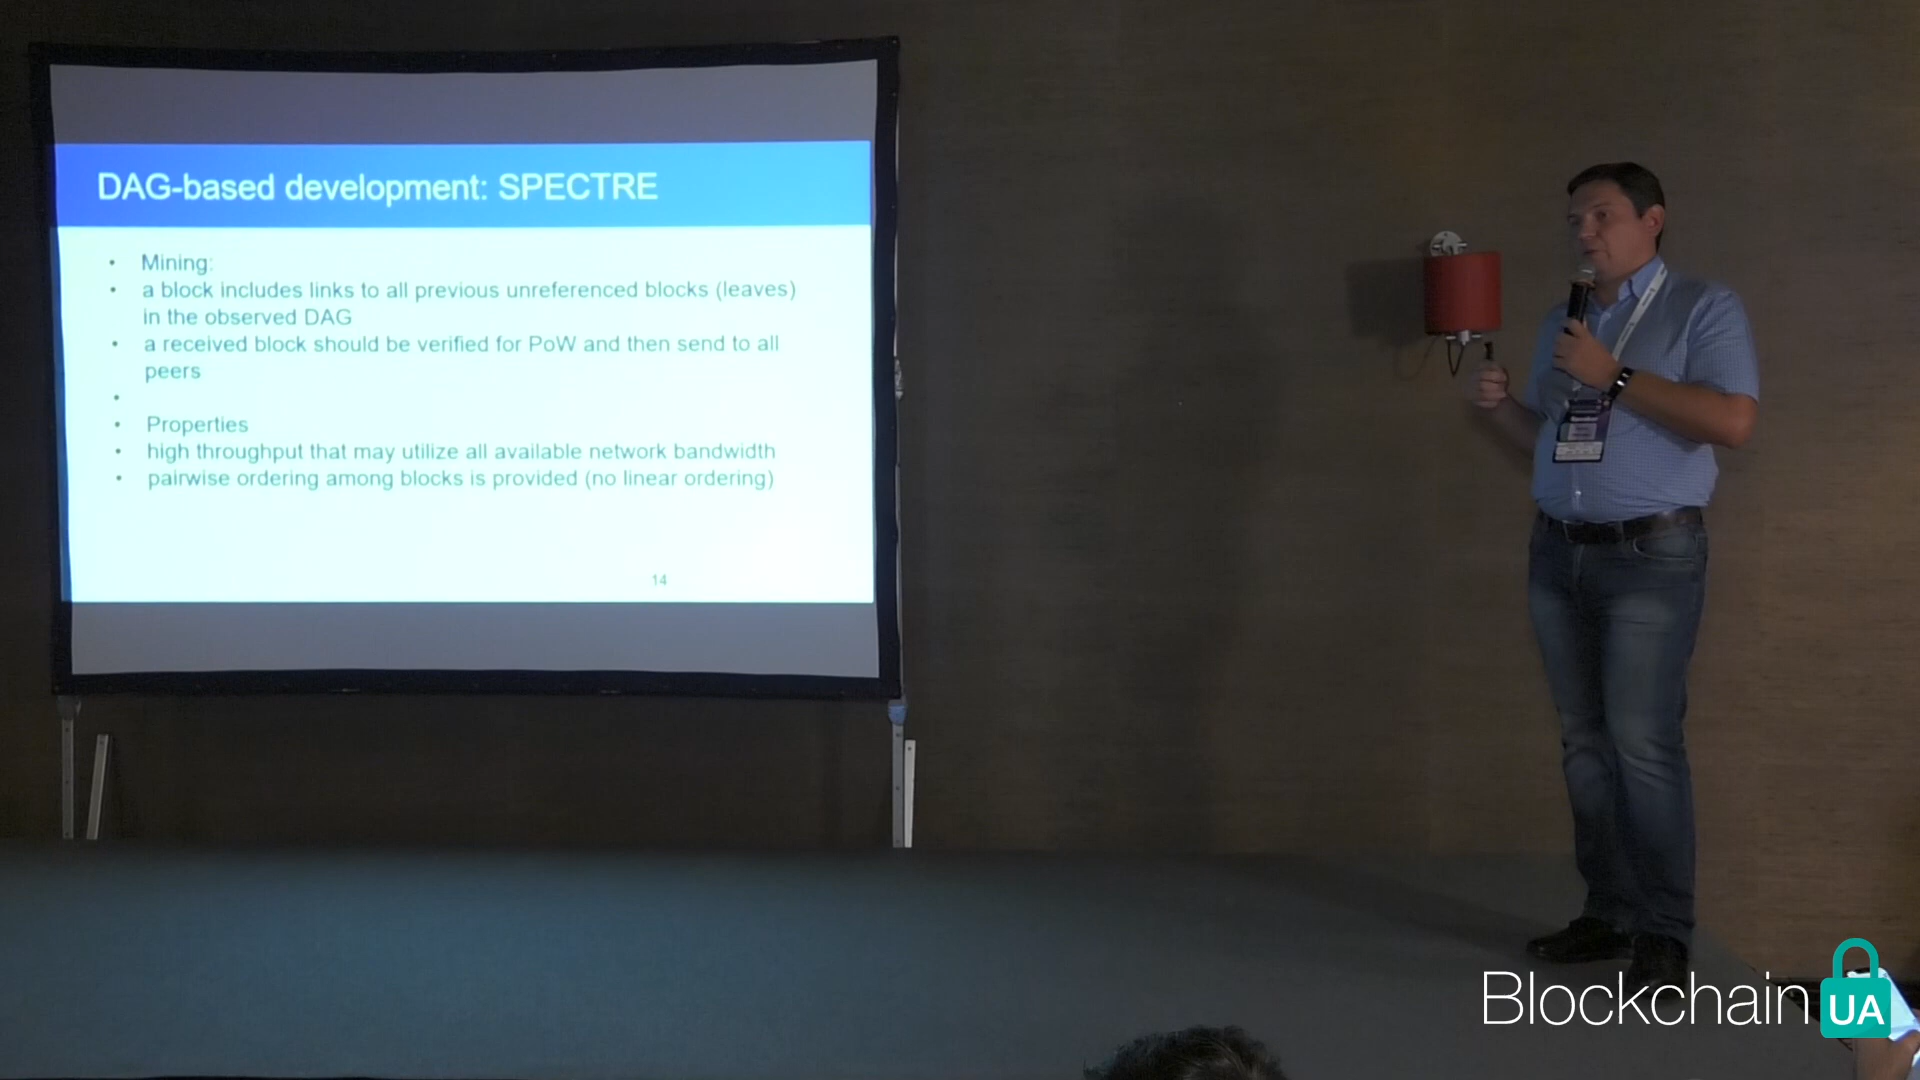 DAG-based development: SPECTRE
• Mining:
• a block includes links to all previous unreferenced blocks (leaves)
in the observed DAG
• a received block should be verified for PoW and then send to all
peers
•
• Properties
• high throughput that may utilize all available network bandwidth
• pairwise ordering among blocks is provided (no linear ordering)
14
Blockchain UA